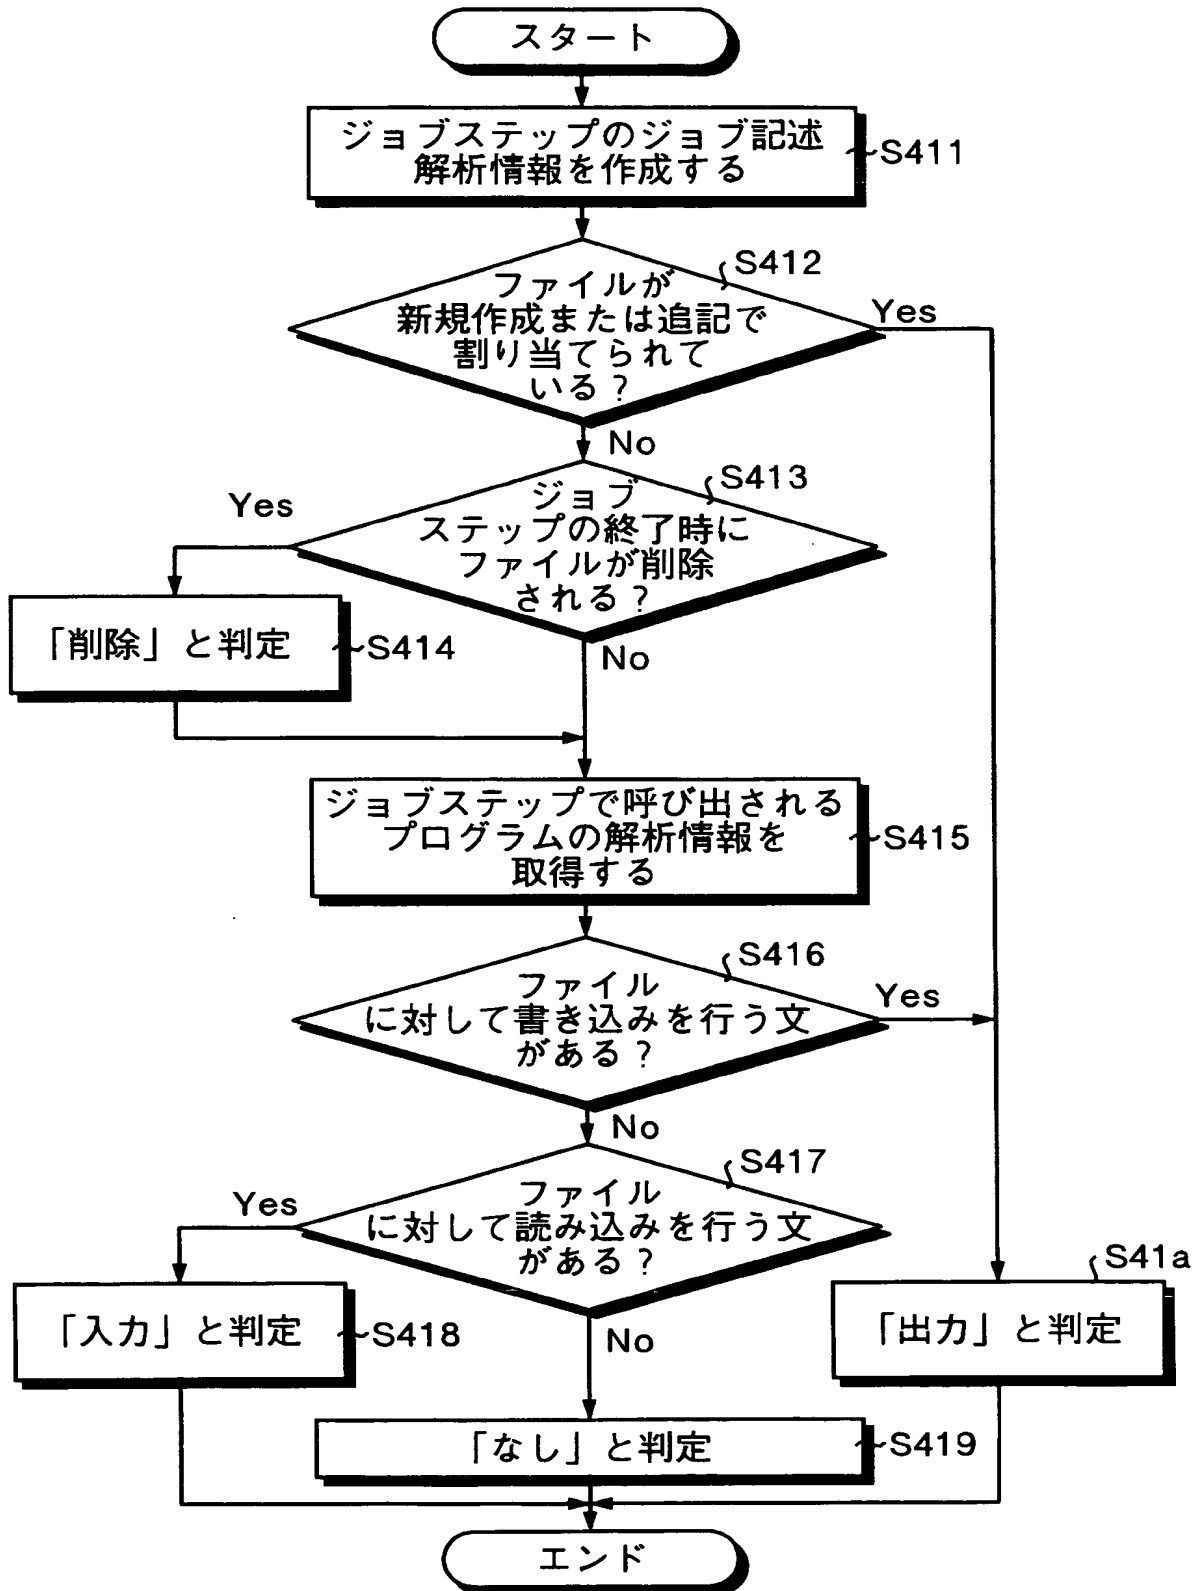 スタート
ジョブステップのジョブ記述
解析情報を作成する
S411
S412
ファイルが
新規作成または追記で
割り当てられて
いる？
Yes
No
S413
ジョブ
ステップの終了時に
ファイルが削除
される？
Yes
No
「削除」と判定
S414
ジョブステップで呼び出される
プログラムの解析情報を
取得する
S415
S416
ファイル
に対して書き込みを行う文
がある？
Yes
No
S417
ファイル
に対して読み込みを行う文
がある？
Yes
No
「入力」と判定
S418
S41a
「出力」と判定
「なし」と判定
S419
エンド